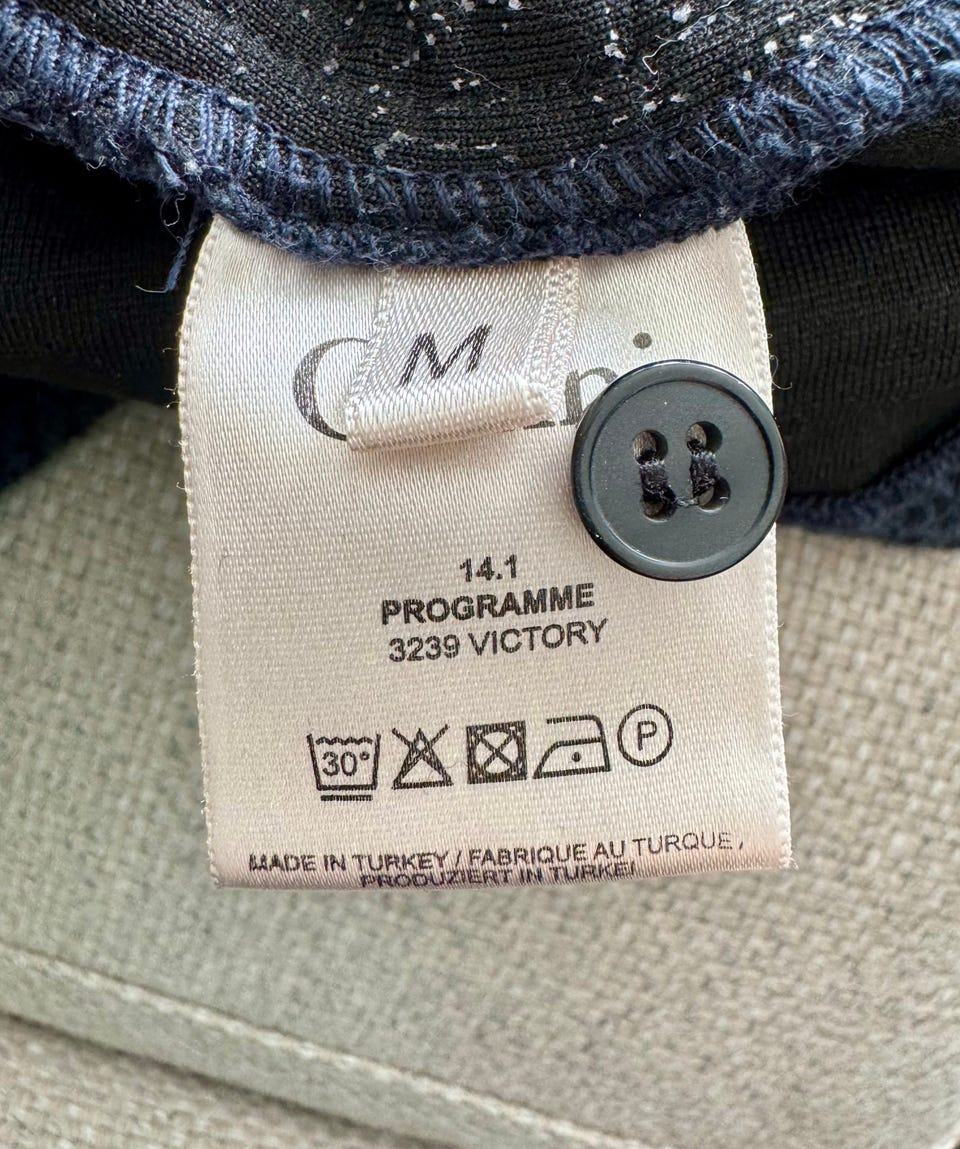 M
14.1
PROGRAMME
3239 VICTORY
30°
P
MADE IN TURKEY / FABRIQUE AU TURQUE,
PRODUZIERT IN TURKEI